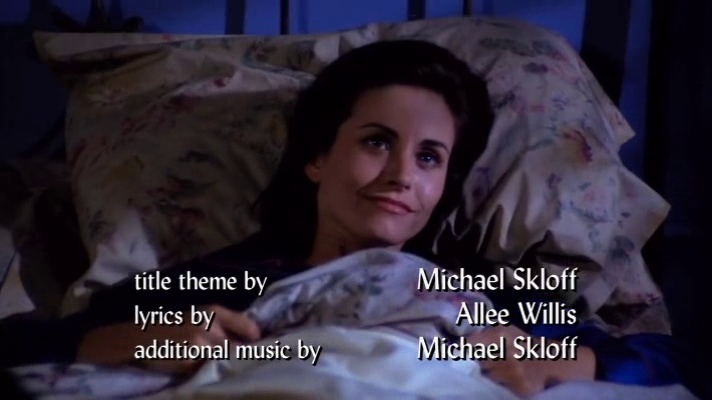 title theme by Michael Skloff
lyrics by Allee Willis
additional music by Michael Skloff